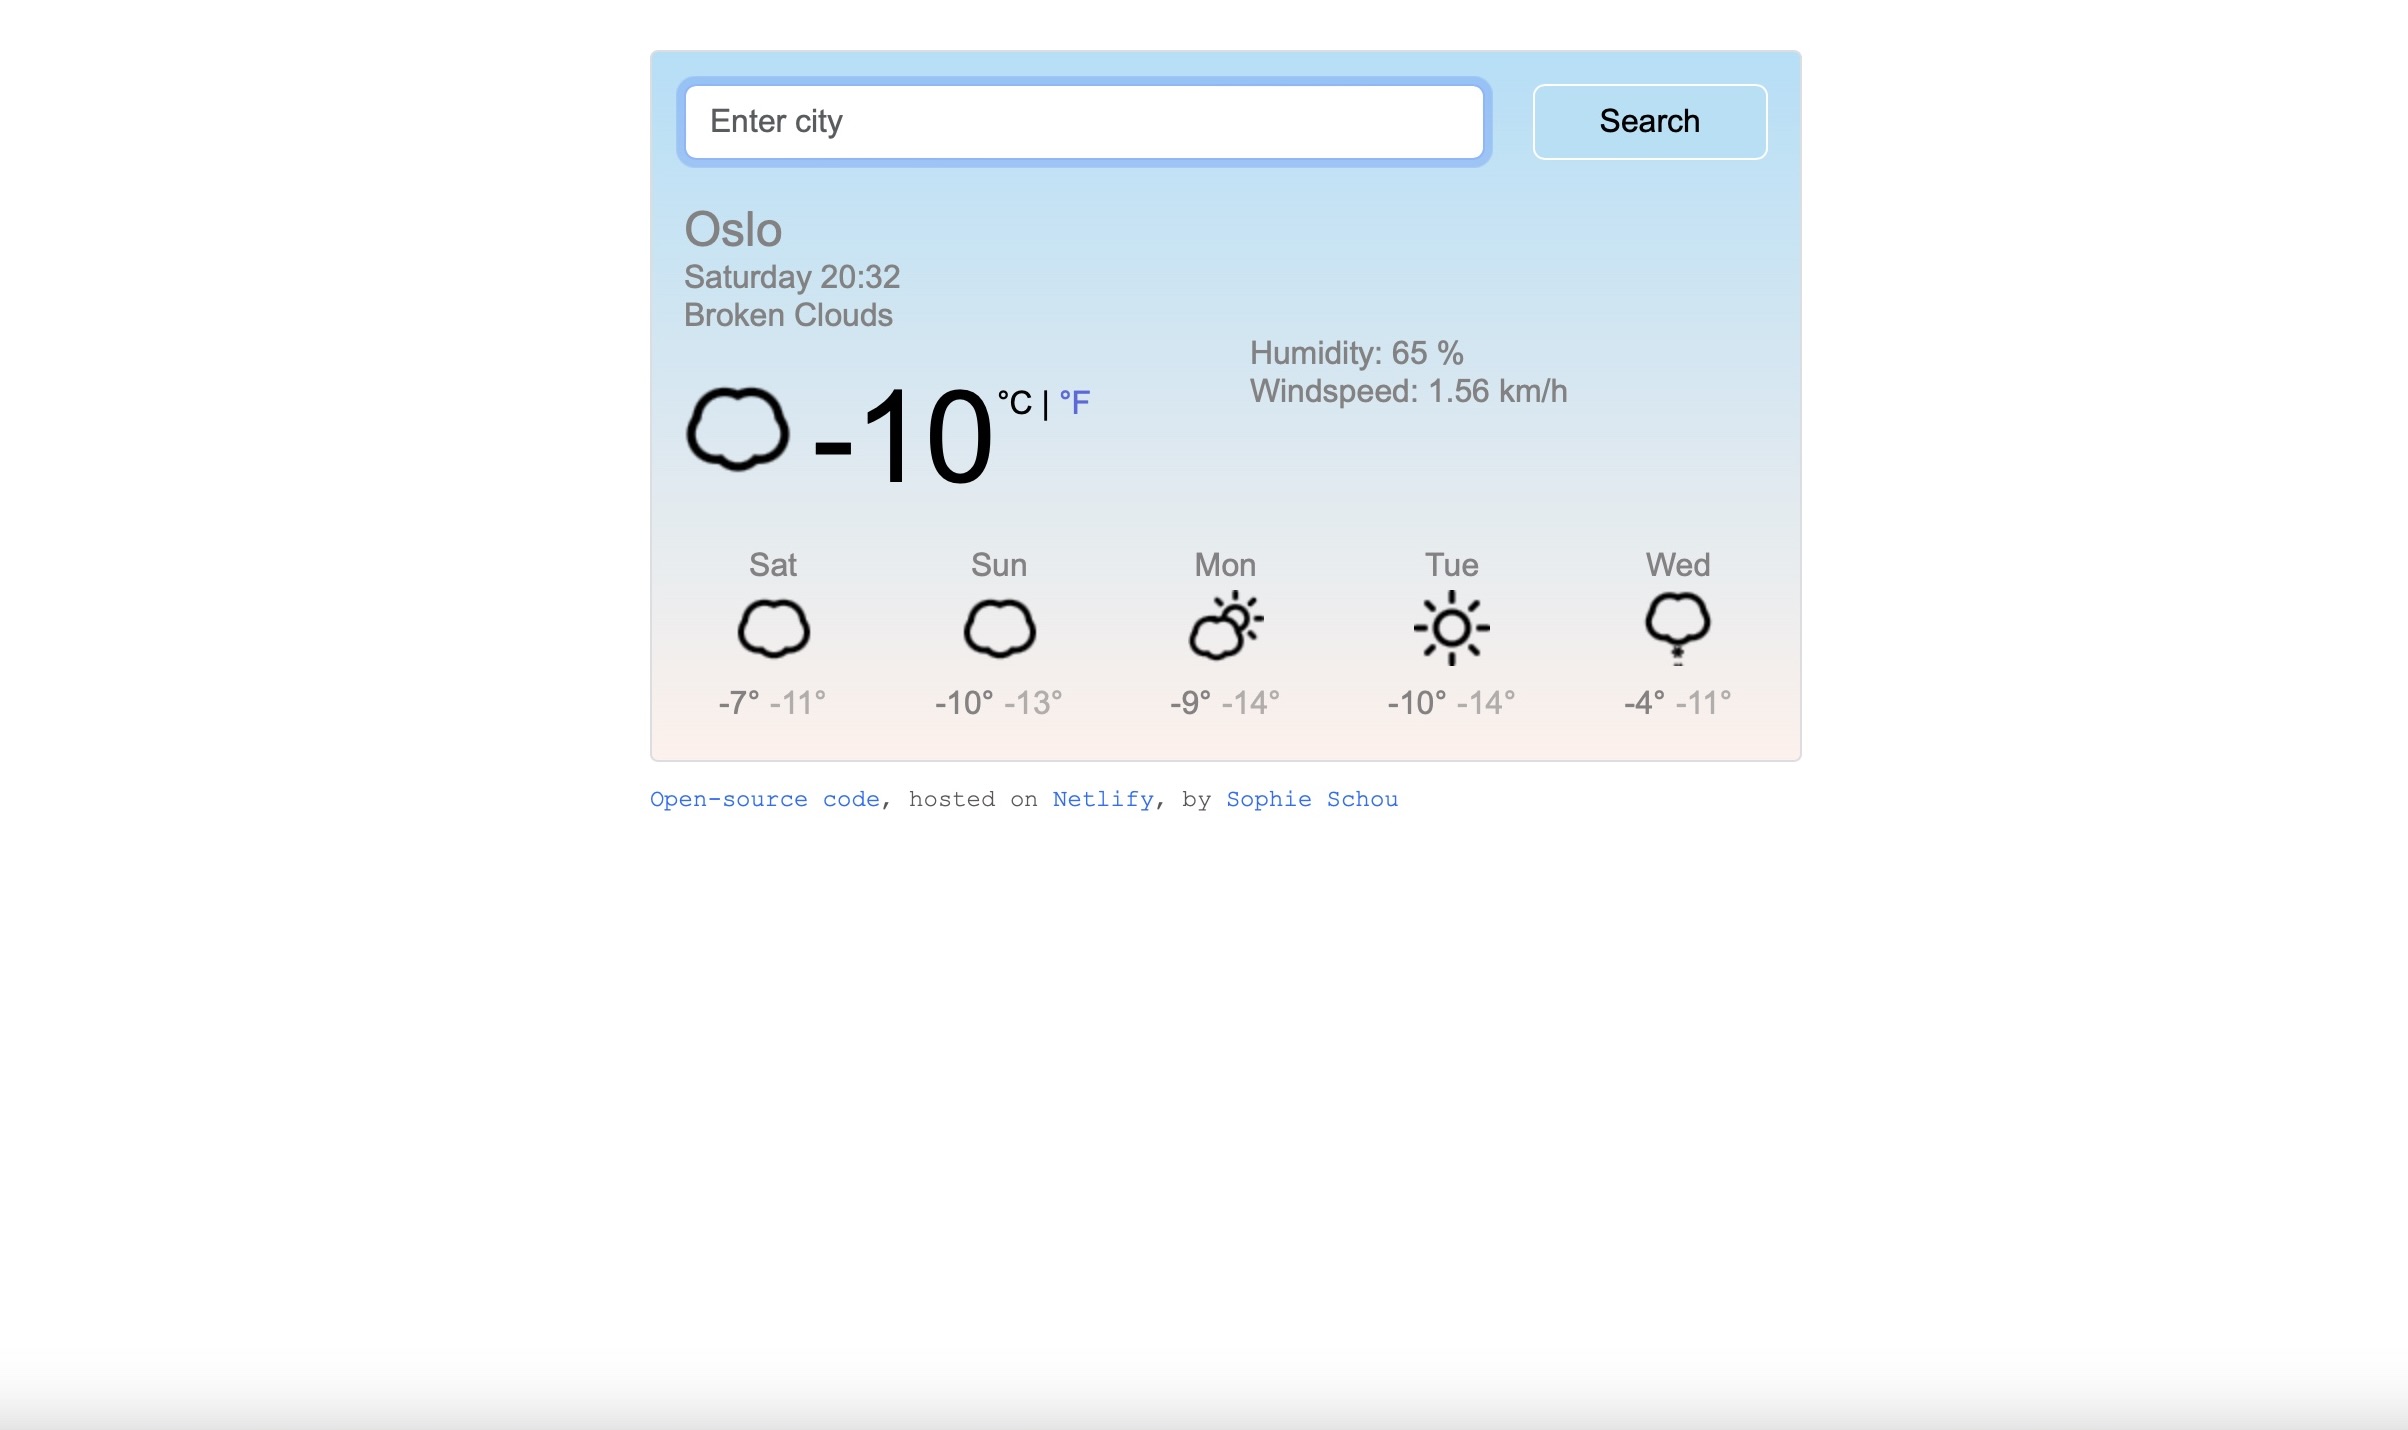 Enter city
Search
Oslo
Saturday 20:32
Broken Clouds
Humidity: 65 %
Windspeed: 1.56 km/h
-10 °C | °F
Sat Sun Mon Tue Wed
-7° -11° -10° -13° -9° -14° -10° -14° -4° -11°
Open-source code, hosted on Netlify, by Sophie Schou